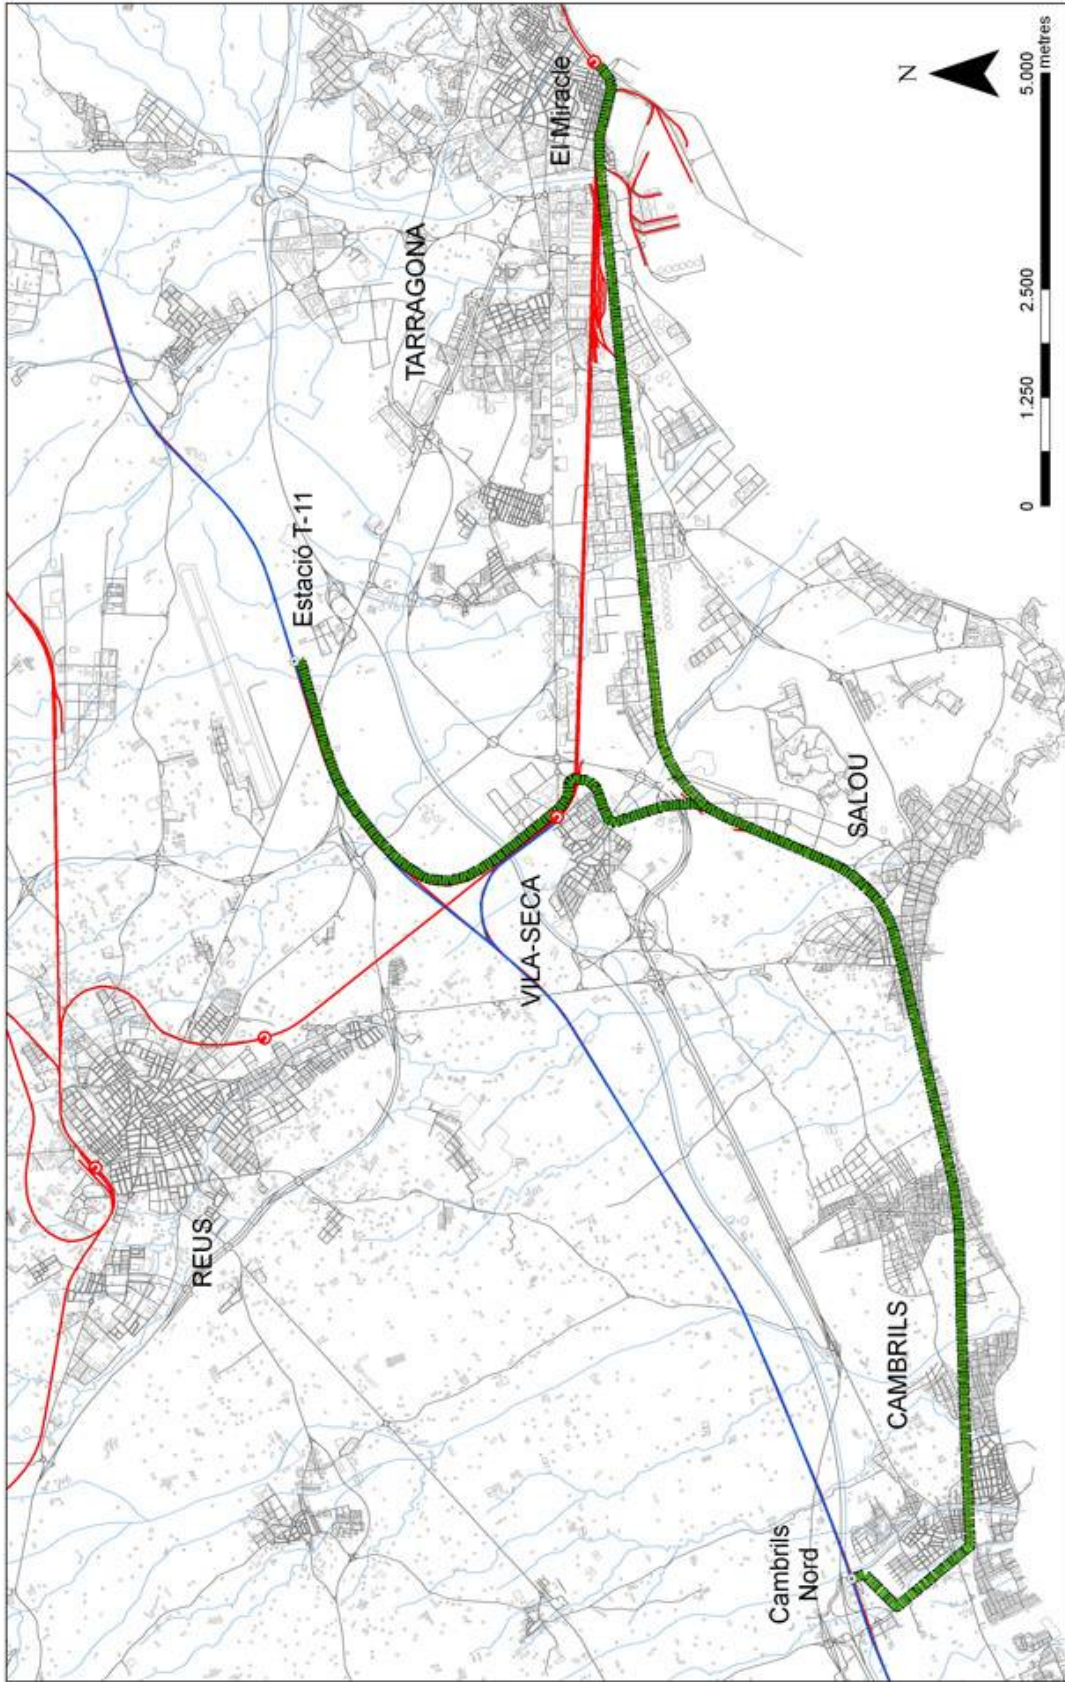 REUS
Estació T-11
TARRAGONA
El Miracle
VILA-SECA
Cambrils
Nord
CAMBRILS
SALOU
N
0 1.250 2.500 5.000
metres